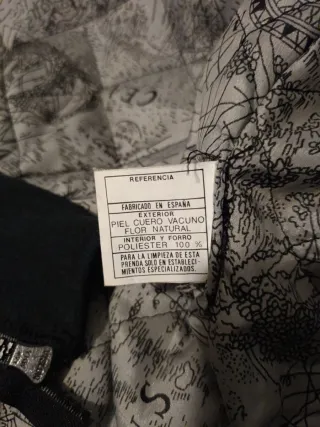 REFERENCIA
FABRICADO EN ESPAÑA
EXTERIOR
PIEL CUERO VACUNO
FLOR NATURAL
INTERIOR Y FORRO
POLIESTER 100 %
PARA LA LIMPIEZA DE ESTA
PRENDA SOLO EN ESTABLECI-
MIENTOS ESPECIALIZADOS.